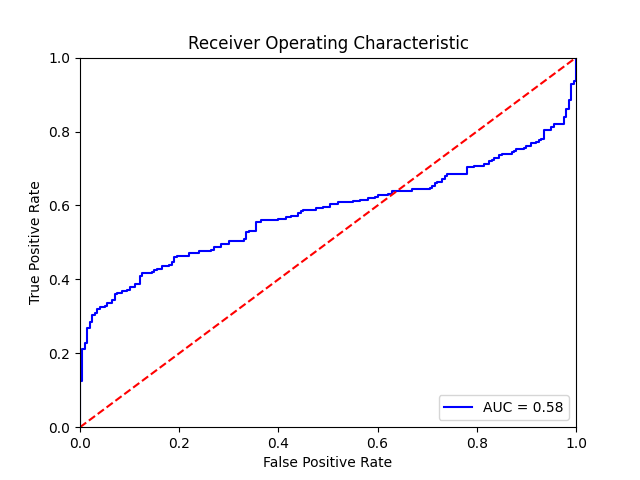 Receiver Operating Characteristic
1.0
0.8
0.6
0.4
0.2
0.0
True Positive Rate
AUC = 0.58
0.0 0.2 0.4 0.6 0.8 1.0
False Positive Rate